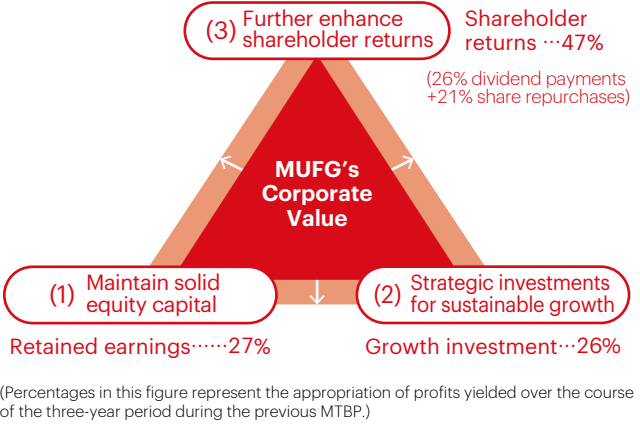 (3) Further enhance
shareholder returns
Shareholder
returns ···47%
(26% dividend payments
+21% share repurchases)
MUFG's
Corporate
Value
(1) Maintain solid
equity capital
(2) Strategic investments
for sustainable growth
Retained earnings······27%
Growth investment···26%
(Percentages in this figure represent the appropriation of profits yielded over the course
of the three-year period during the previous MTBP.)